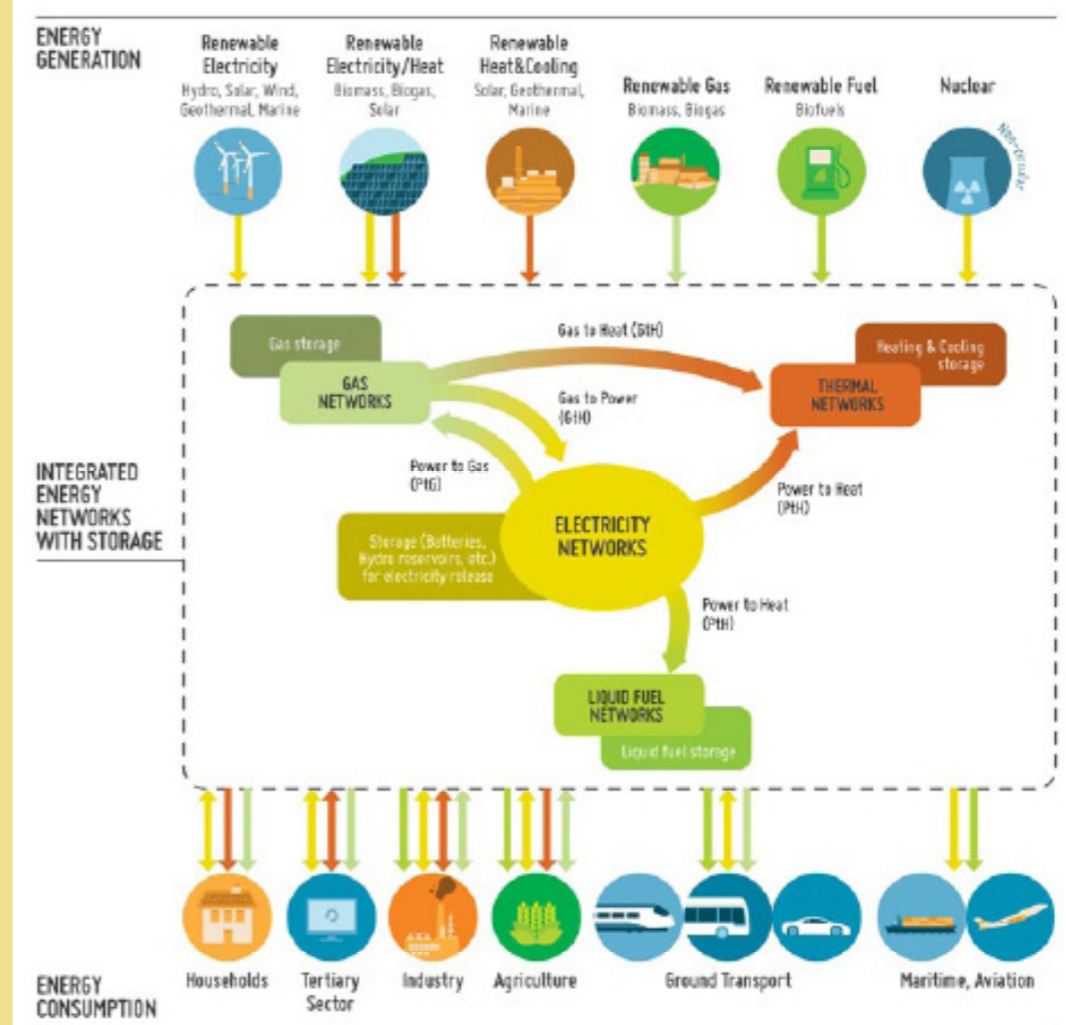 ENERGY
GENERATION
Renewable
Electricity
Hydro, Solar, Wind,
Geothermal, Marine
Renewable
Electricity/Heat
Biomass, Biogas,
Solar
Renewable
Heat&Cooling
Solar, Geothermal,
Marine
Renewable Gas
Biomass, Biogas
Renewable Fuel
Biofuels
Nuclear
Non-circular
INTEGRATED
ENERGY
NETWORKS
WITH STORAGE
Gas storage
GAS
NETWORKS
Gas to Heat (GtH)
Heating & Cooling
storage
THERMAL
NETWORKS
Gas to Power
(GtH)
Power to Gas
(PtG)
Power to Heat
(PtH)
ELECTRICITY
NETWORKS
Storage (Batteries,
Hydro reservoirs, etc.)
for electricity release
Power to Heat
(PtH)
LIQUID FUEL
NETWORKS
Liquid fuel storage
ENERGY
CONSUMPTION
Households
Tertiary
Sector
Industry
Agriculture
Ground Transport
Maritime, Aviation